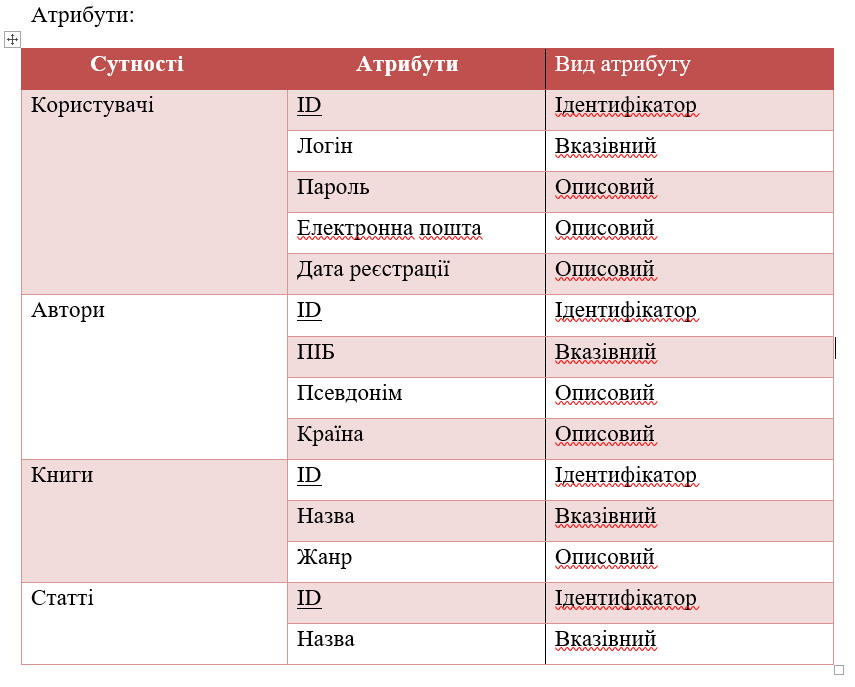 Атрибути:
Сутності Атрибути Вид атрибуту
Користувачі ID Ідентифікатор
Логін Вказівний
Пароль Описовий
Електронна пошта Описовий
Дата реєстрації Описовий
Автори ID Ідентифікатор
ПІБ Вказівний
Псевдонім Описовий
Країна Описовий
Книги ID Ідентифікатор
Назва Вказівний
Жанр Описовий
Статті ID Ідентифікатор
Назва Вказівний